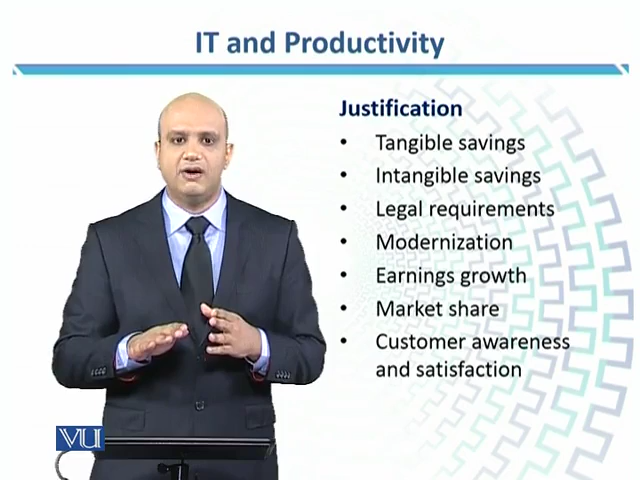 IT and Productivity
Justification
• Tangible savings
• Intangible savings
• Legal requirements
• Modernization
• Earnings growth
• Market share
• Customer awareness
and satisfaction
VU